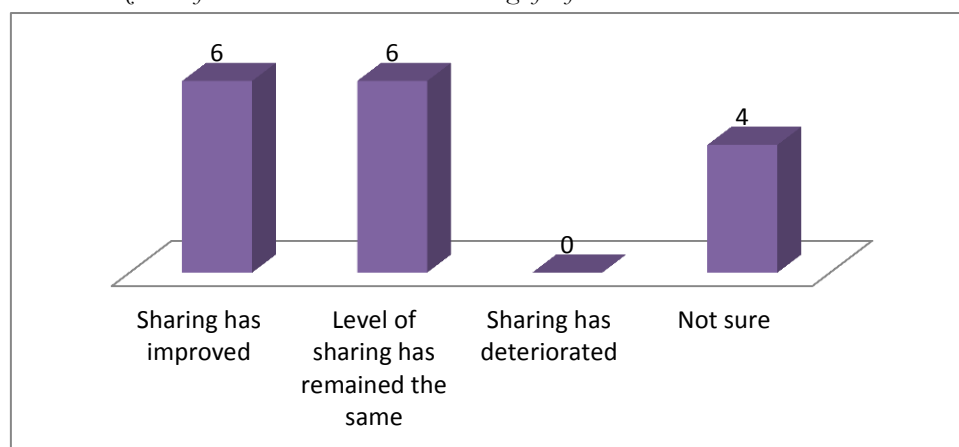 6
6
0
4
Sharing has
improved
Level of
sharing has
remained the
same
Sharing has
deteriorated
Not sure